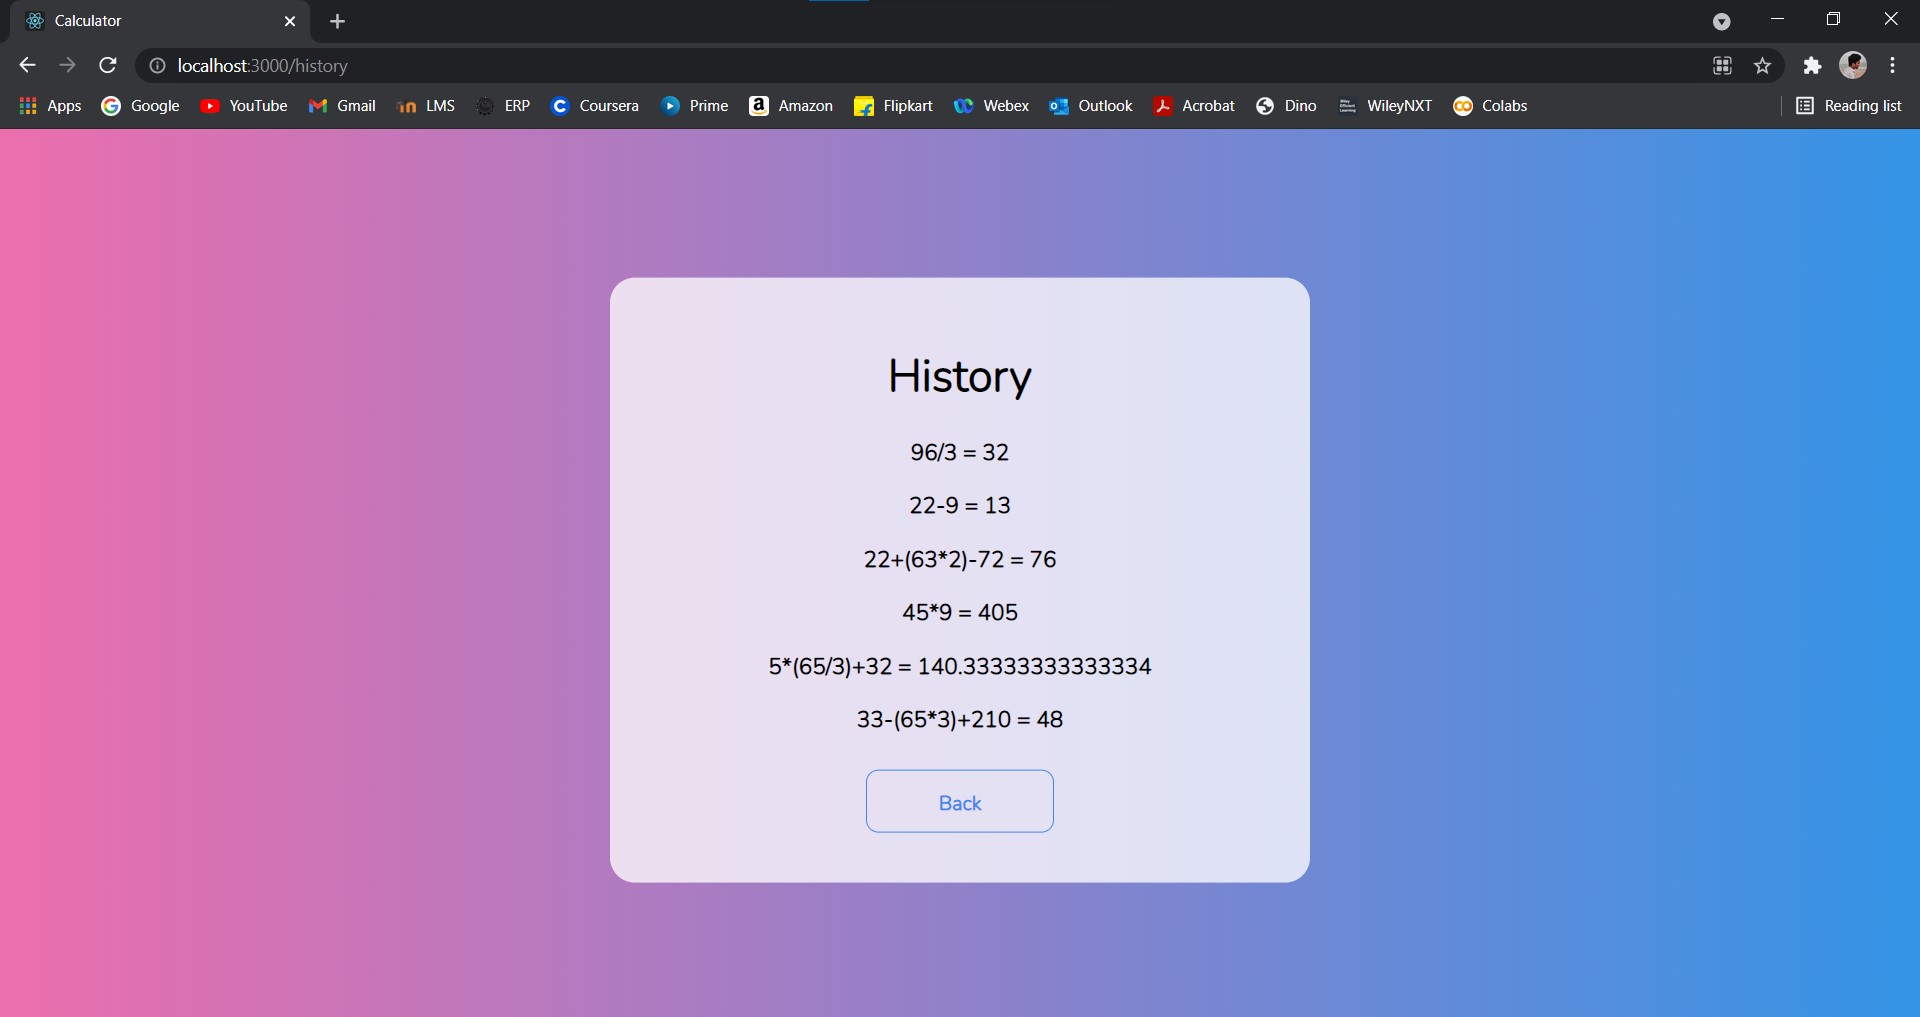 Calculator
localhost:3000/history
Apps Google YouTube Gmail LMS ERP Coursera Prime Amazon Flipkart Webex Outlook Acrobat Dino WileyNXT Colabs Reading list
History
96/3 = 32
22-9 = 13
22+(63*2)-72 = 76
45*9 = 405
5*(65/3)+32 = 140.33333333333334
33-(65*3)+210 = 48
Back